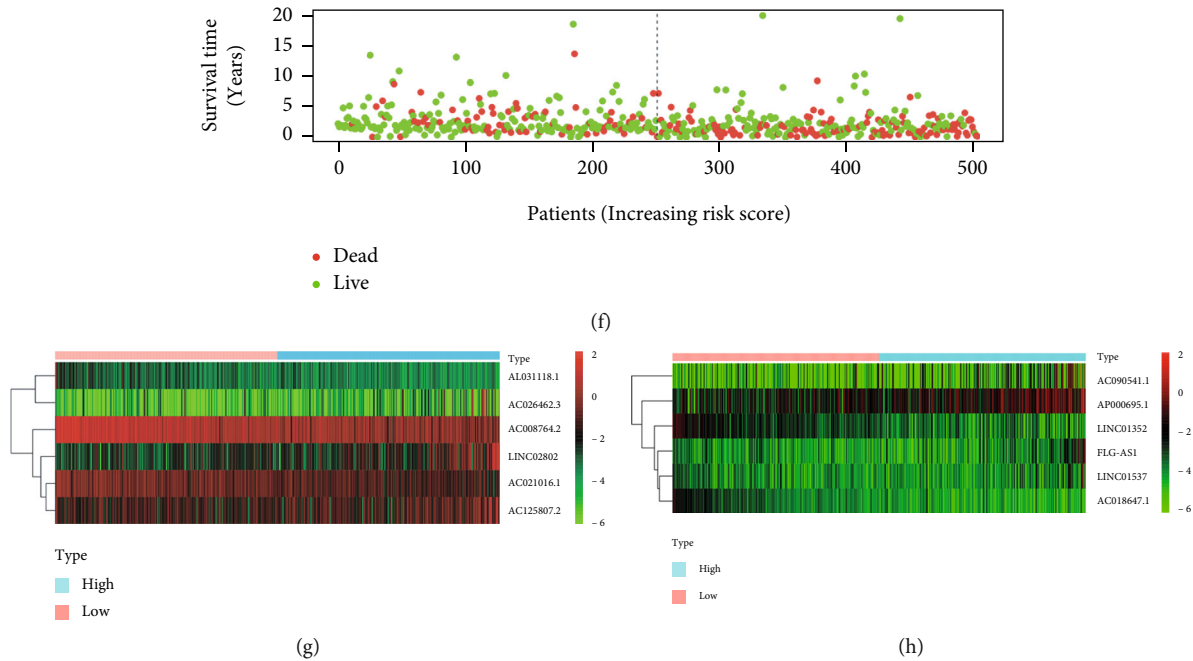 Survival time
(Years)
20
15
10
5
0
0 100 200 300 400 500
Patients (Increasing risk score)
Dead
Live
(f)
Type
AL031118.1
AC026462.3
AC008764.2
LINC02802
AC021016.1
AC125807.2
2
0
– 2
– 4
– 6
Type
High
Low
(g)
Type
AC090541.1
AP000695.1
LINC01352
FLG-AS1
LINC01537
AC018647.1
2
0
– 2
– 4
– 6
Type
High
Low
(h)